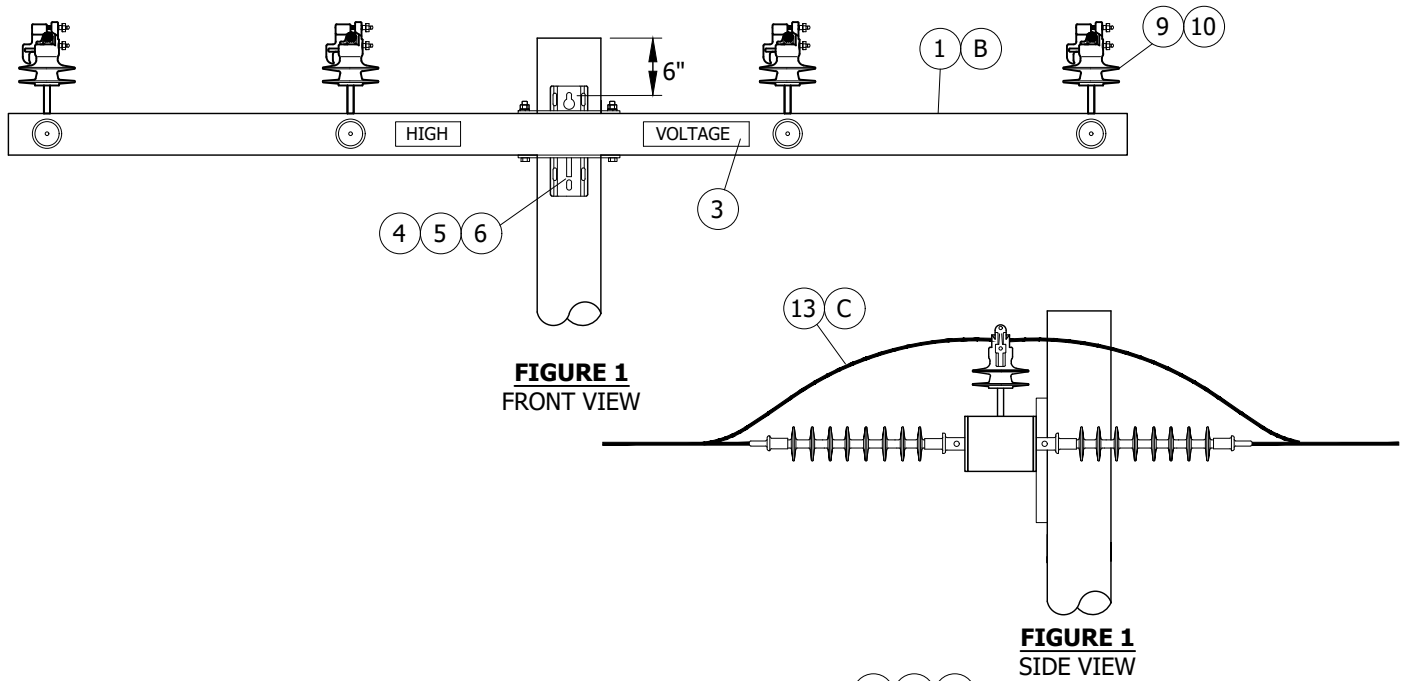 9 10
1 B
6"
HIGH VOLTAGE
3
4 5 6
13 C
FIGURE 1
FRONT VIEW
FIGURE 1
SIDE VIEW